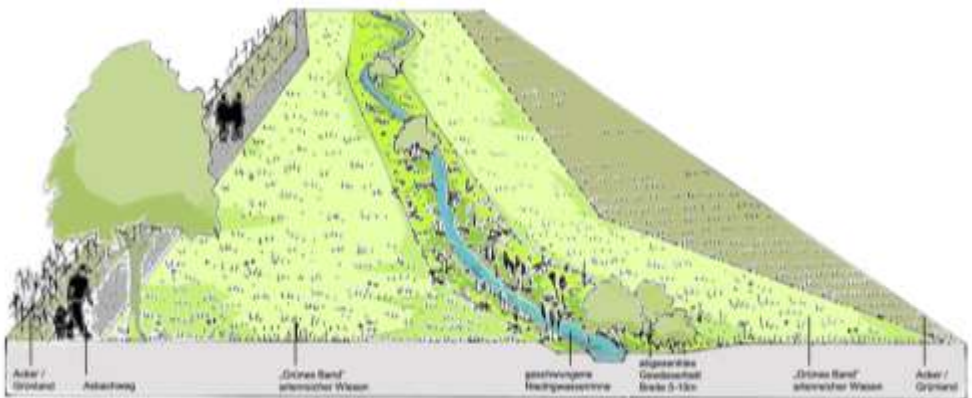 Acker /
Grünland
Asbachweg
„Grünes Band"
artenreicher Wiesen
geschwungene
Niedrigwasserrinne
abgesenktes
Gewässerbett
Breite 5-10m
„Grünes Band"
artenreicher Wiesen
Acker /
Grünland